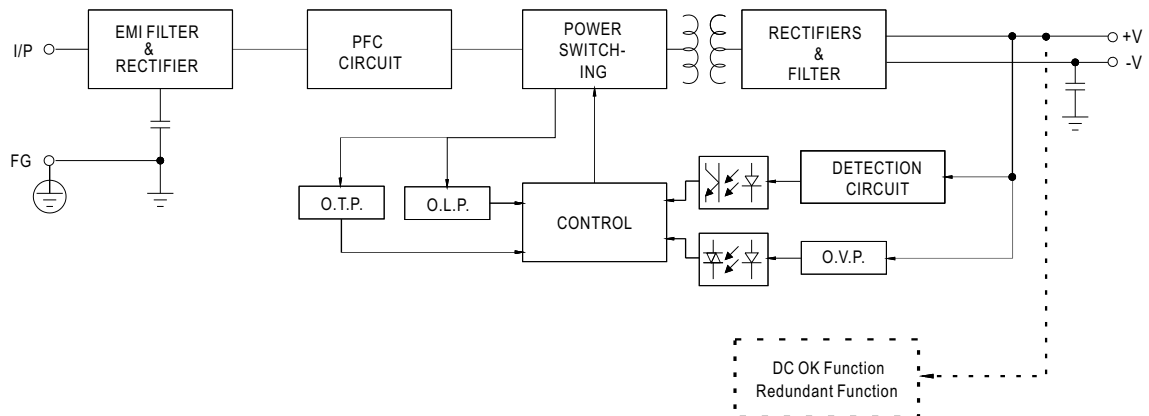 I/P
EMI FILTER
&
RECTIFIER
PFC
CIRCUIT
POWER
SWITCH-
ING
RECTIFIERS
&
FILTER
+V
-V
FG
O.T.P.
O.L.P.
CONTROL
DETECTION
CIRCUIT
O.V.P.
DC OK Function
Redundant Function